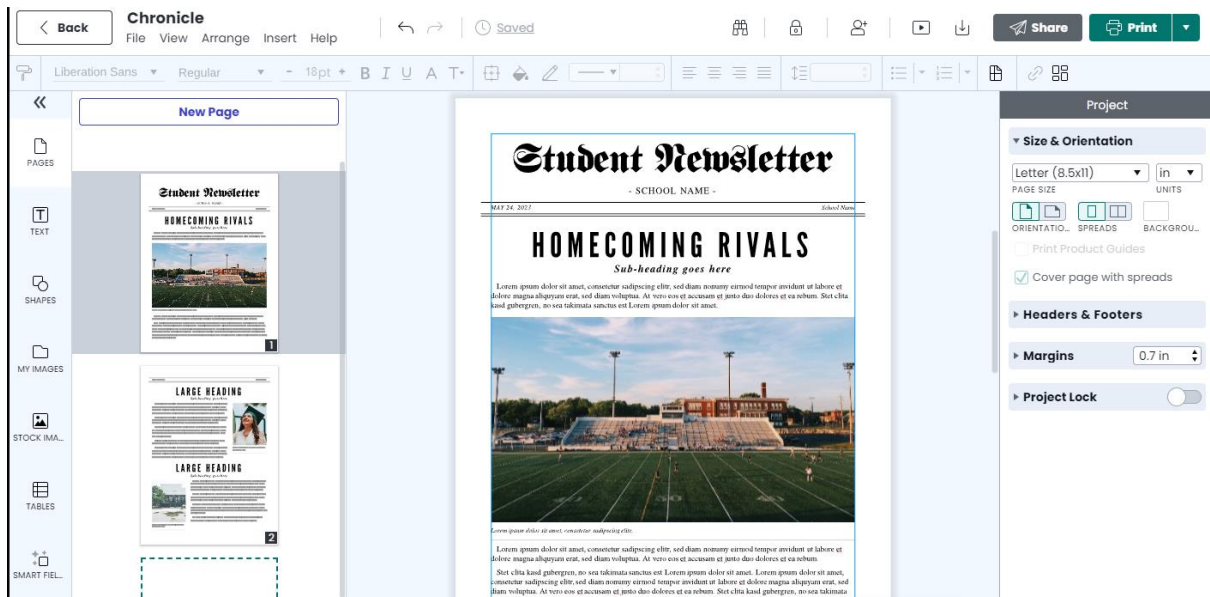 Back
Chronicle
File View Arrange Insert Help
Saved
Share
Print
Liberation Sans
Regular
- 18pt +
B I U A T
PAGES
TEXT
SHAPES
MY IMAGES
STOCK IMA...
TABLES
SMART FIEL...
New Page
Student Newsletter
HOMECOMING RIVALS
Sub-heading goes here
1
LARGE HEADING
LARGE HEADING
2
Student Newsletter
- SCHOOL NAME -
MAY 24, 2023 School Name
HOMECOMING RIVALS
Sub-heading goes here
Lorem ipsum dolor sit amet, consetetur sadipscing elitr, sed diam nonumy eirmod tempor invidunt ut labore et
dolore magna aliquyam erat, sed diam voluptua. At vero eos et accusam et justo duo dolores et ea rebum. Stet clita
kasd gubergren, no sea takimata sanctus est Lorem ipsum dolor sit amet.
Lorem ipsum dolor sit amet, consetetur sadipscing elitr.
Lorem ipsum dolor sit amet, consetetur sadipscing elitr, sed diam nonumy eirmod tempor invidunt ut labore et
dolore magna aliquyam erat, sed diam voluptua. At vero eos et accusam et justo duo dolores et ea rebum.
Stet clita kasd gubergren, no sea takimata sanctus est Lorem ipsum dolor sit amet. Lorem ipsum dolor sit amet,
consetetur sadipscing elitr, sed diam nonumy eirmod tempor invidunt ut labore et dolore magna aliquyam erat, sed
diam voluptua. At vero eos et accusam et justo duo dolores et ea rebum. Stet clita kasd gubergren, no sea takimata
Project
Size & Orientation
Letter (8.5x11) in
PAGE SIZE UNITS
ORIENTATIO... SPREADS BACKGROU...
Print Product Guides
Cover page with spreads
Headers & Footers
Margins 0.7 in
Project Lock